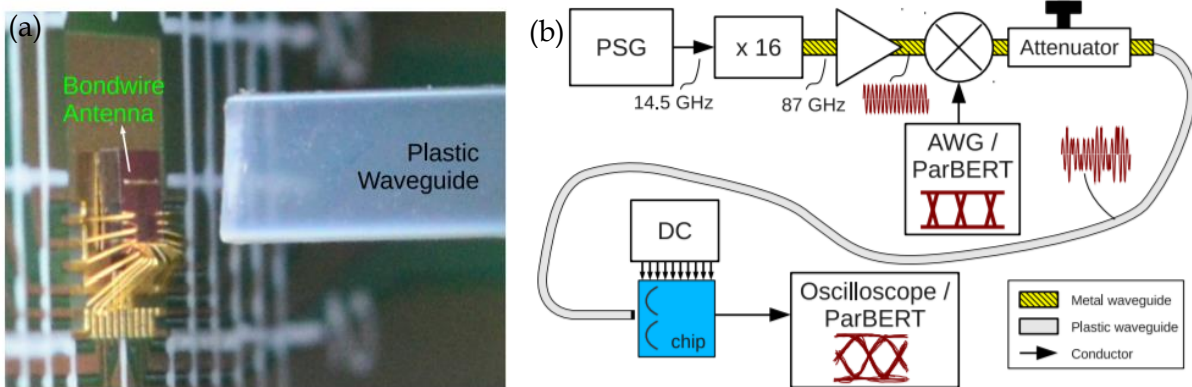 (a)
Bondwire
Antenna
Plastic
Waveguide
(b)
PSG
x 16
Attenuator
14.5 GHz
87 GHz
AWG /
ParBERT
DC
chip
Oscilloscope /
ParBERT
Metal waveguide
Plastic waveguide
Conductor